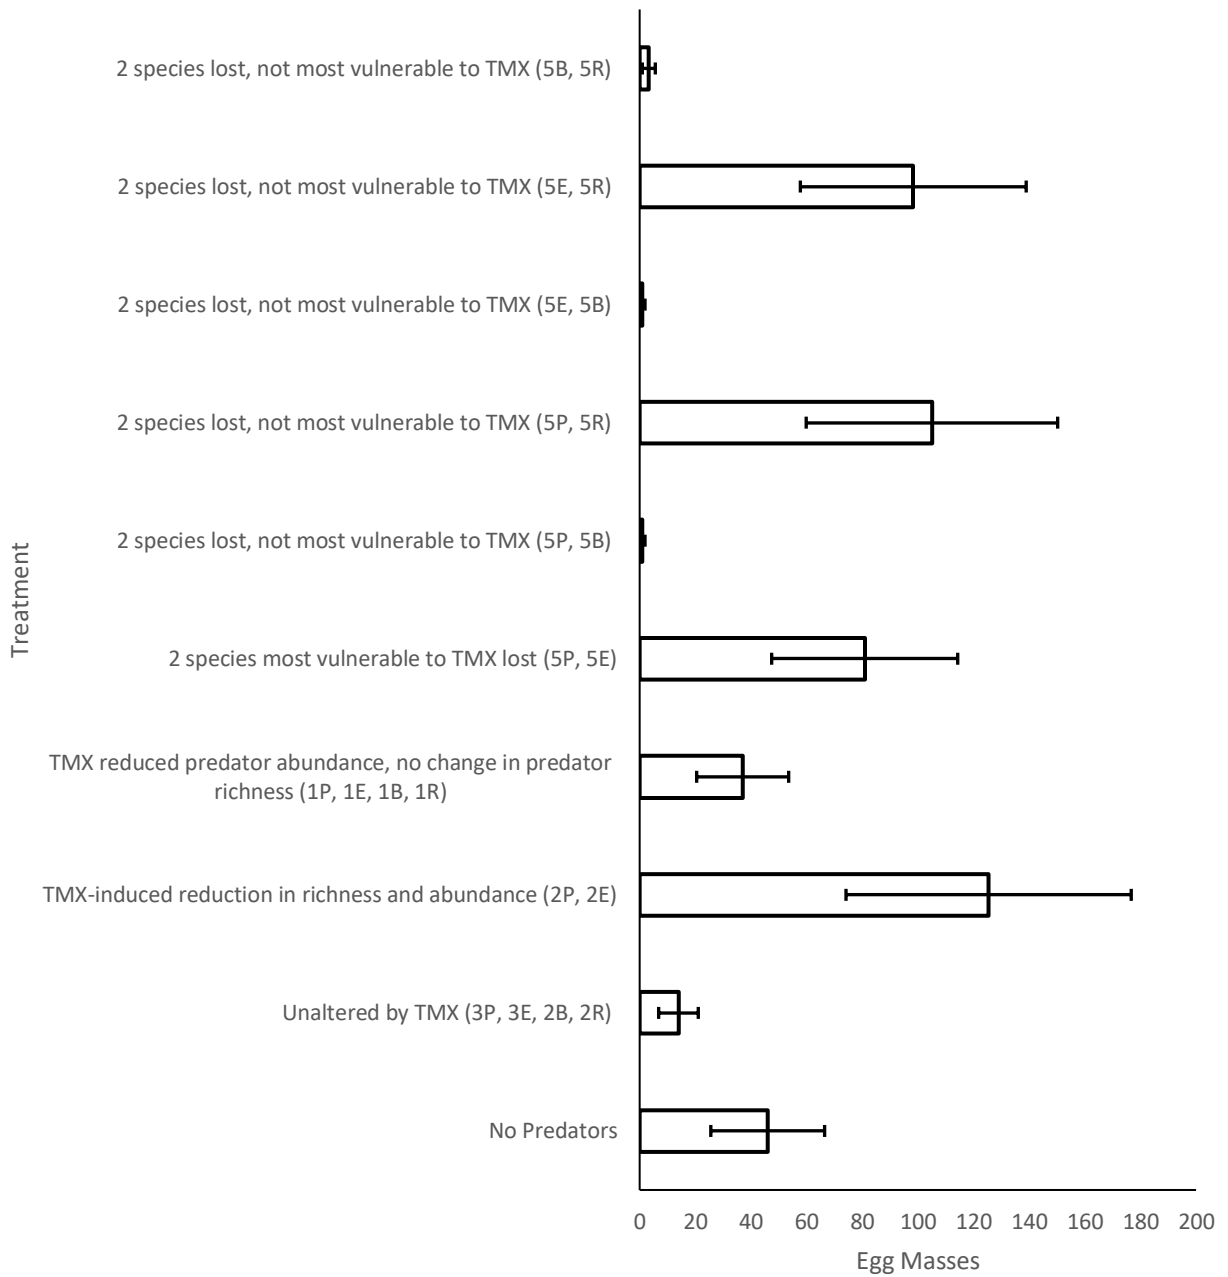 2 species lost, not most vulnerable to TMX (5B, 5R)
2 species lost, not most vulnerable to TMX (5E, 5R)
2 species lost, not most vulnerable to TMX (5E, 5B)
2 species lost, not most vulnerable to TMX (5P, 5R)
2 species lost, not most vulnerable to TMX (5P, 5B)
Treatment
2 species most vulnerable to TMX lost (5P, 5E)
TMX reduced predator abundance, no change in predator
richness (1P, 1E, 1B, 1R)
TMX-induced reduction in richness and abundance (2P, 2E)
Unaltered by TMX (3P, 3E, 2B, 2R)
No Predators
0 20 40 60 80 100 120 140 160 180 200
Egg Masses